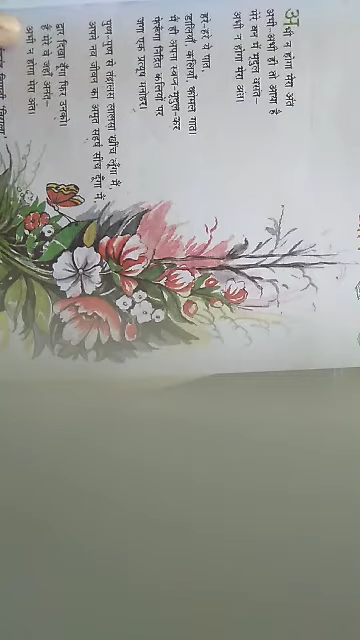 अभी न होगा मेरा अंत
अभी-अभी ही तो आया है
मेरे वन में मृदुल वसंत-
अभी न होगा मेरा अंत।
हरे-हरे ये पात
डालियाँ, कलियाँ, कोमल गात।
मैं ही अपना स्वप्न-मृदुल-कर
फेरूँगा निद्रित कलियों पर
जगा एक प्रत्यूष मनोहर।
पुष्प-पुष्प से तंद्रालस लालसा खींच लूँगा मैं
अपने नव जीवन का अमृत सहर्ष सींच दूँगा मैं
द्वार दिखा दूँगा फिर उनको।
हैं मेरे वे जहाँ अनंत-
अभी न होगा मेरा अंत।
त्रिपाठी 'निराला'